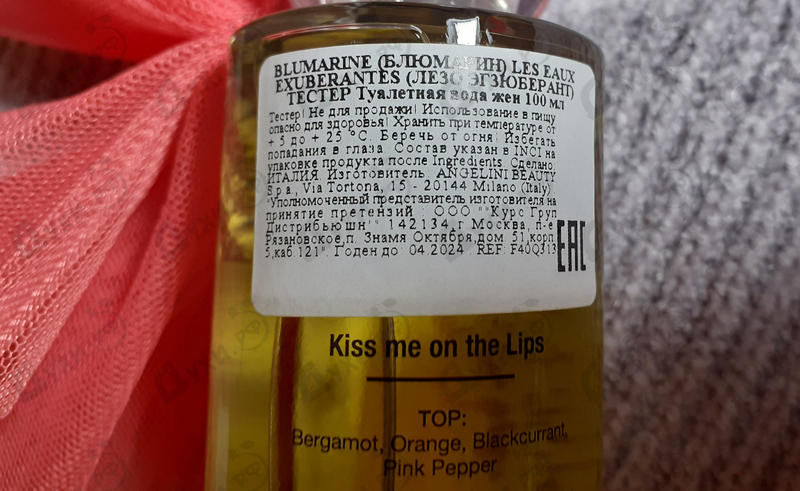 BLUMARINE (БЛЮМАРИН) LES EAUX
EXUBERANTES (ЛЕЗО ЭГЗЮБЕРАНТ)
ТЕСТЕР Туалетная вода жен 100 мл
Тестер! Не для продажи! Использование в пищу
опасно для здоровья! Хранить при температуре от
+ 5 до + 25 °C. Беречь от огня! Избегать
попадания в глаза. Состав указан в INCI на
упаковке продукта после Ingredients. Сделано:
ИТАЛИЯ. Изготовитель: ANGELINI BEAUTY
S.p.a., Via Tortona, 15 - 20144 Milano (Italy)
"Уполномоченный представитель изготовителя на
принятие претензий : ООО ""Курс Груп
Дистрибьюшн"" 142134,г Москва, п-е
Рязановское,п. Знамя Октября,дом 51,корп.
5,каб.121". Годен до 04.2024 REF: F40Q313
EAC
Kiss me on the Lips
TOP:
Bergamot, Orange, Blackcurrant,
Pink Pepper